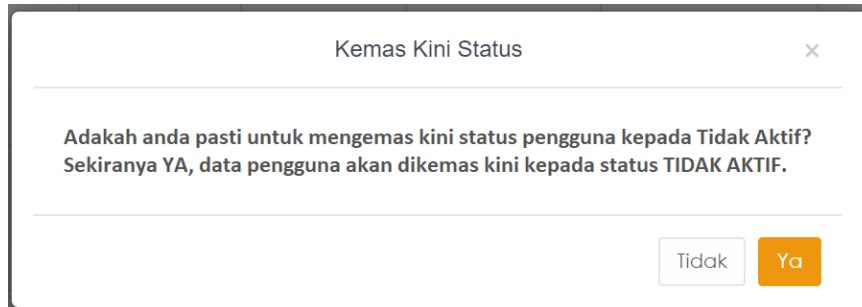 Kemas Kini Status ×
Adakah anda pasti untuk mengemas kini status pengguna kepada Tidak Aktif?
Sekiranya YA, data pengguna akan dikemas kini kepada status TIDAK AKTIF.
Tidak Ya